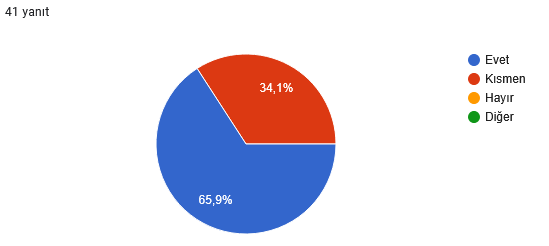 41 yanıt
34,1%
65,9%
Evet
Kısmen
Hayır
Diğer